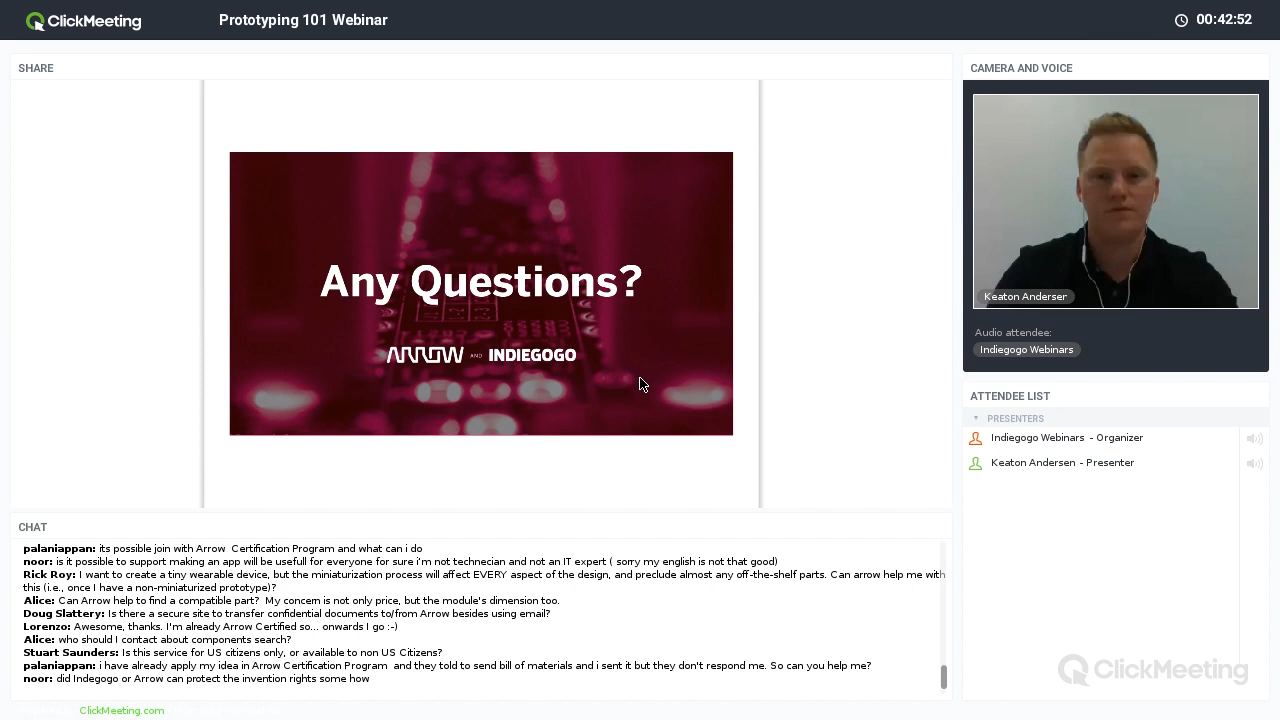 ClickMeeting
Prototyping 101 Webinar
00:42:52
SHARE
Any Questions?
ARROW AND INDIEGOGO
CAMERA AND VOICE
Keaton Andersen
Audio attendee:
Indiegogo Webinars
ATTENDEE LIST
PRESENTERS
Indiegogo Webinars - Organizer
Keaton Andersen - Presenter
CHAT
palaniappan: its possible join with Arrow Certification Program and what can i do
noor: is it possible to support making an app will be usefull for everyone for sure i'm not technecian and not an IT expert ( sorry my english is not that good)
Rick Roy: I want to create a tiny wearable device, but the miniaturization process will affect EVERY aspect of the design, and preclude almost any off-the-shelf parts. Can arrow help me with
this (i.e., once I have a non-miniaturized prototype)?
Alice: Can Arrow help to find a compatible part? My concern is not only price, but the module's dimension too.
Doug Slattery: Is there a secure site to transfer confidential documents to/from Arrow besides using email?
Lorenzo: Awesome, thanks. I'm already Arrow Certified so... onwards I go :-)
Alice: who should I contact about components search?
Stuart Saunders: Is this service for US citizens only, or available to non US Citizens?
palaniappan: i have already apply my idea in Arrow Certification Program and they told to send bill of materials and i sent it but they don't respond me. So can you help me?
noor: did Indegogo or Arrow can protect the invention rights some how
ClickMeeting
ClickMeeting.com